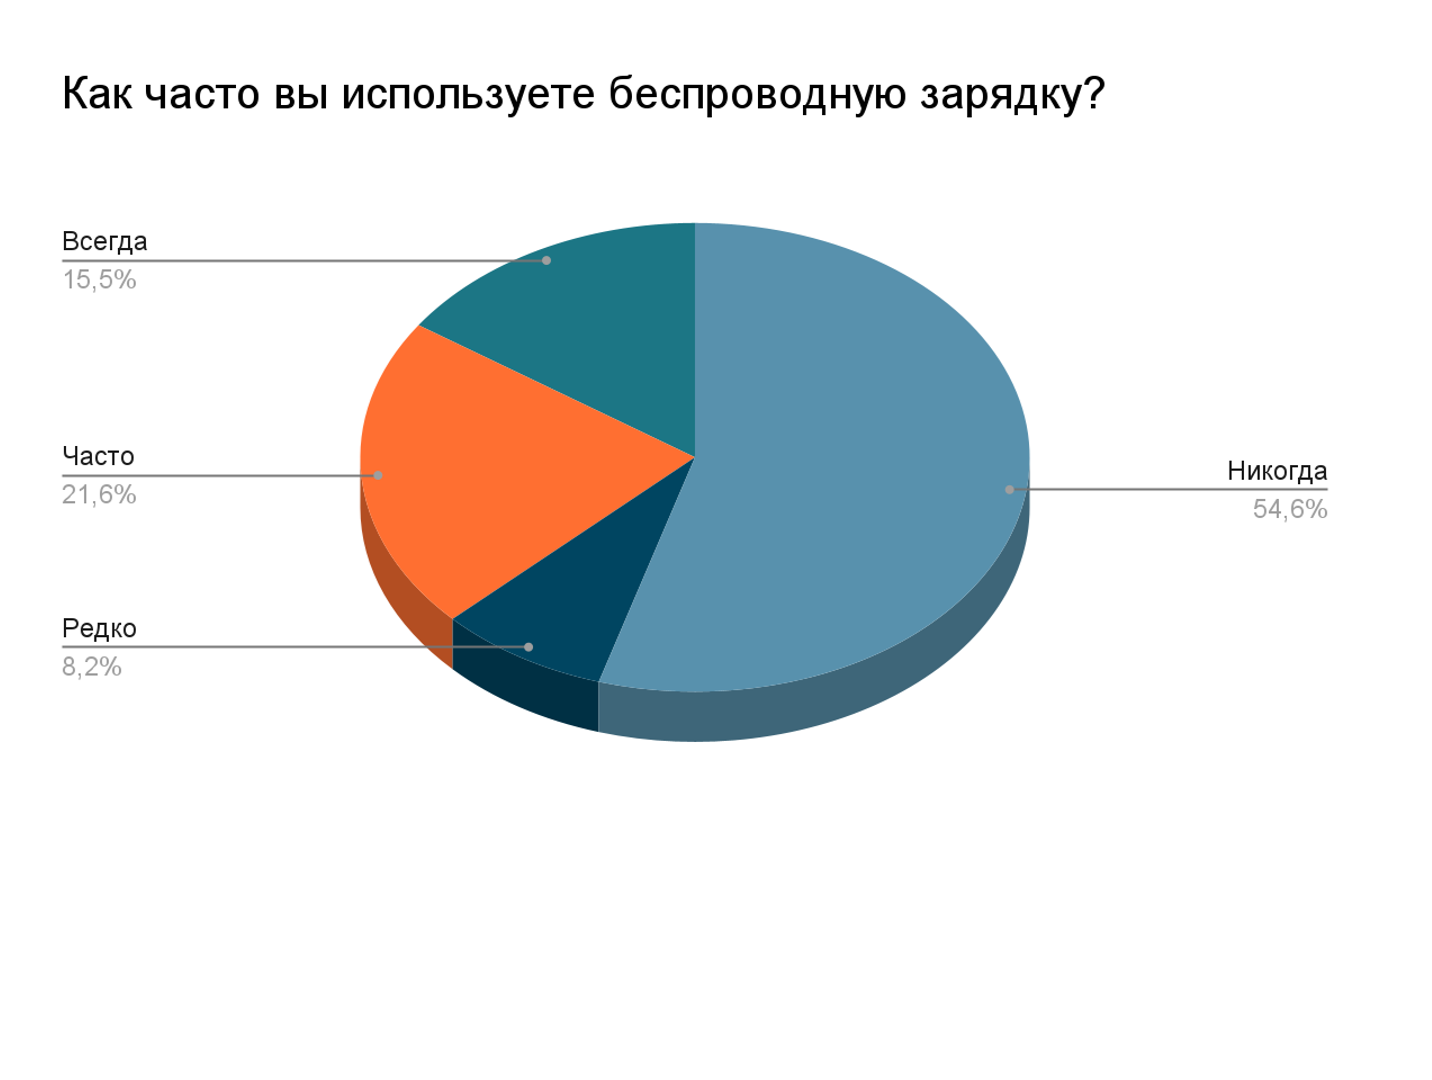 Как часто вы используете беспроводную зарядку?
Всегда
15,5%
Часто
21,6%
Никогда
54,6%
Редко
8,2%